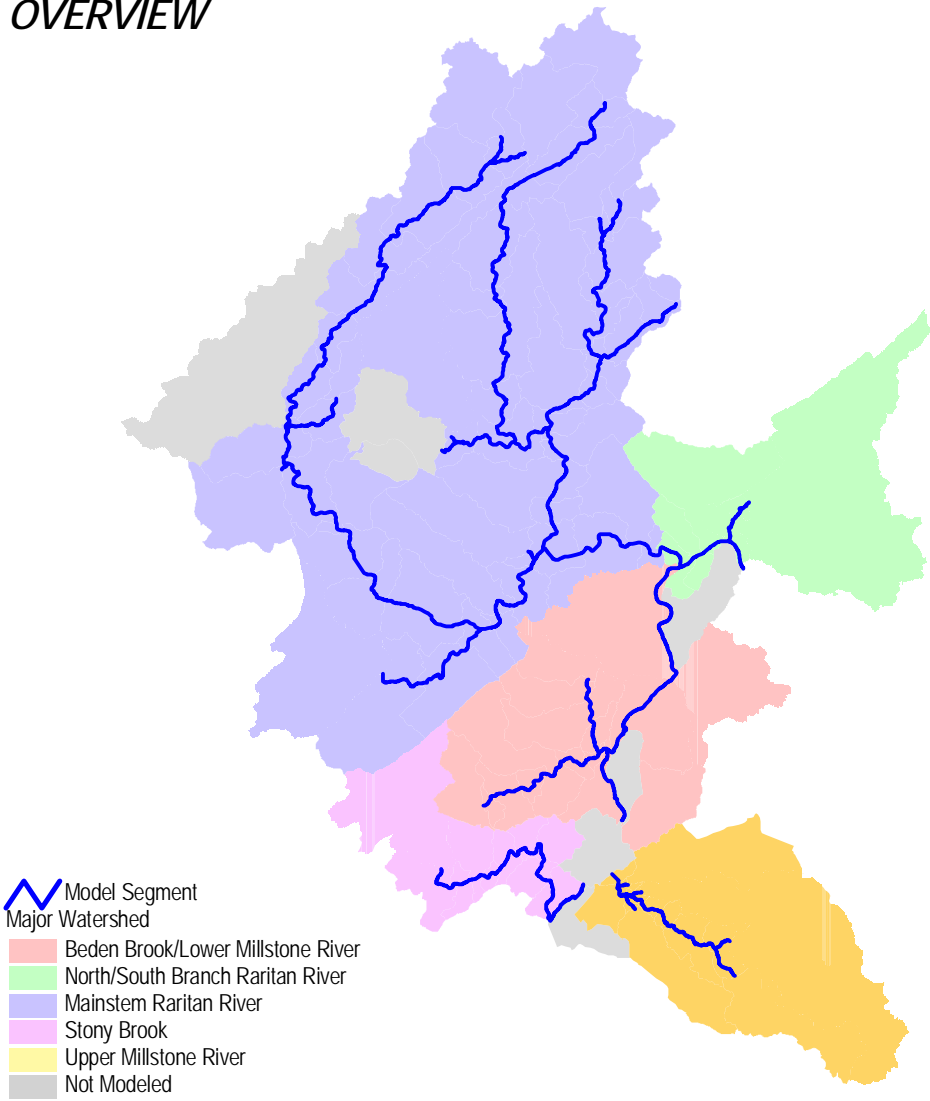 OVERVIEW
Model Segment
Major Watershed
Beden Brook/Lower Millstone River
North/South Branch Raritan River
Mainstem Raritan River
Stony Brook
Upper Millstone River
Not Modeled